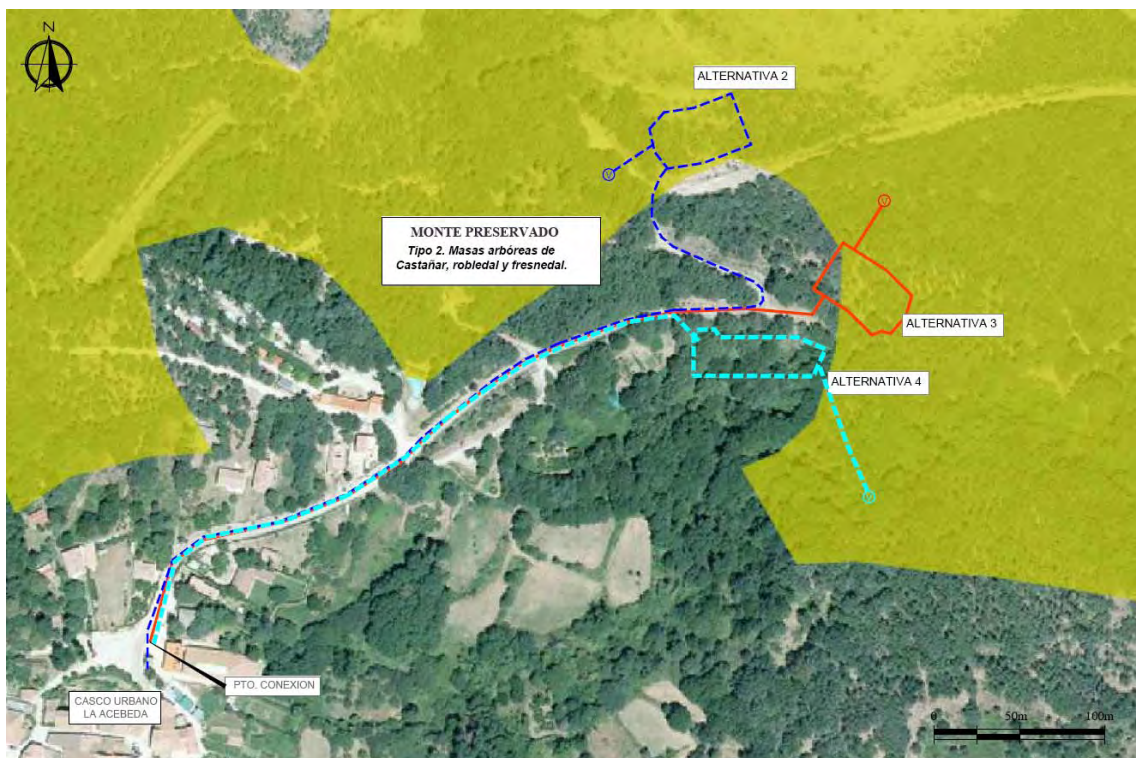 N
ALTERNATIVA 2
V
V
MONTE PRESERVADO
Tipo 2. Masas arbóreas de
Castañar, robledal y fresnedal.
ALTERNATIVA 3
ALTERNATIVA 4
V
PTO. CONEXION
CASCO URBANO
LA ACEBEDA
0 50m 100m